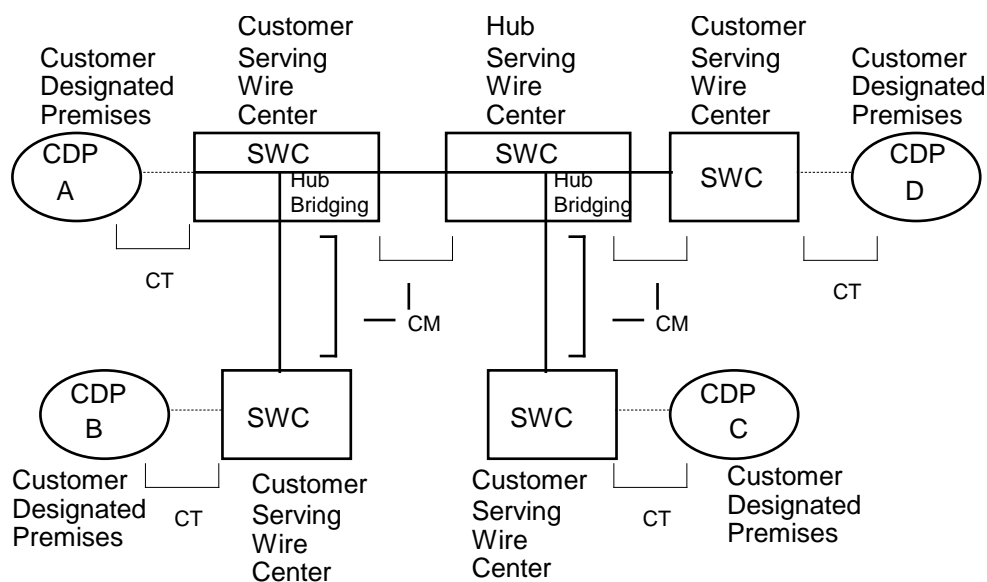 Customer
Designated
Premises
Customer
Serving
Wire
Center
Hub
Serving
Wire
Center
Customer
Serving
Wire
Center
Customer
Designated
Premises
CDP
A
SWC
Hub
Bridging
SWC
Hub
Bridging
SWC
CDP
D
CT
CM
CM
CT
CDP
B
SWC
SWC
CDP
C
Customer
Designated
Premises
CT
Customer
Serving
Wire
Center
Customer
Serving
Wire
Center
CT
Customer
Designated
Premises